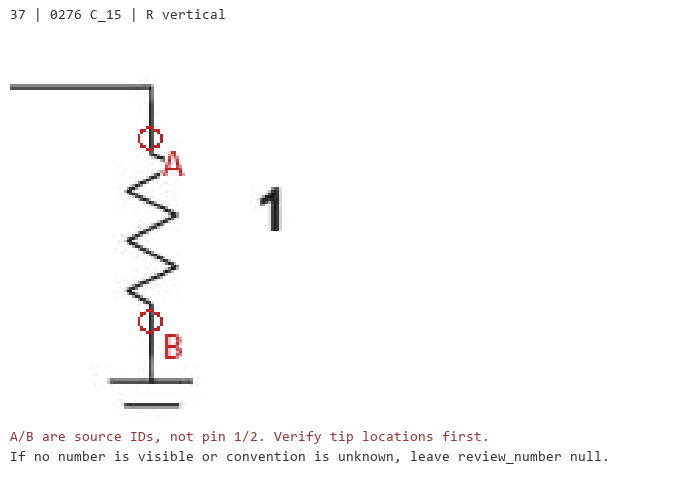 37 | 0276 C_15 | R vertical
A
1
B
A/B are source IDs, not pin 1/2. Verify tip locations first.
If no number is visible or convention is unknown, leave review_number null.